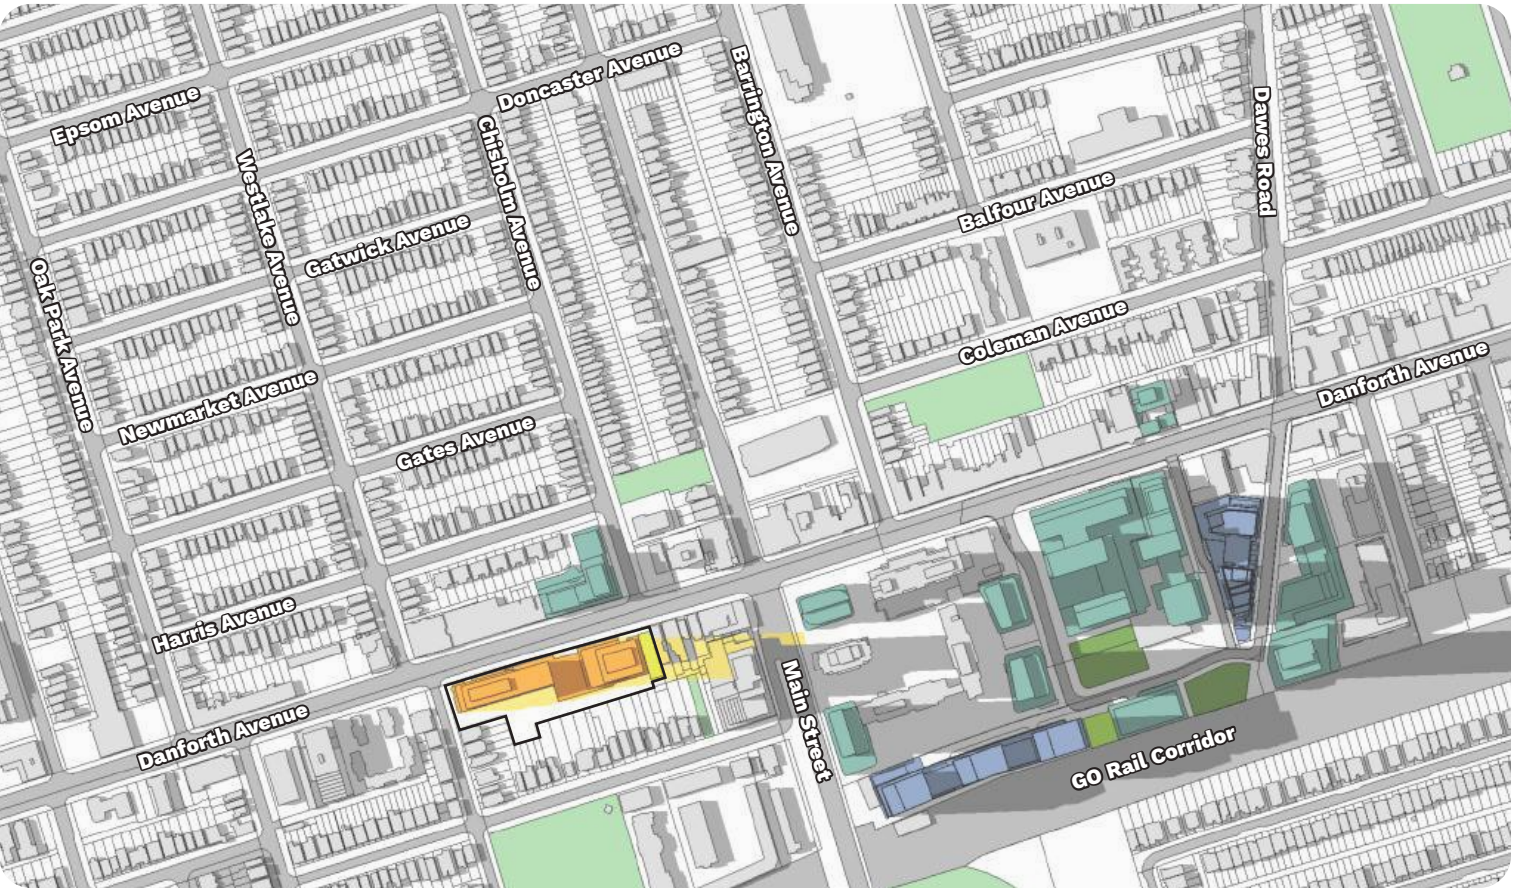 Doncaster Avenue
Epsom Avenue
Barrington Avenue
Dawes Road
Chisholm Avenue
Westlake Avenue
Balfour Avenue
Gatwick Avenue
Oak Park Avenue
Coleman Avenue
Danforth Avenue
Newmarket Avenue
Gates Avenue
Harris Avenue
Main Street
Danforth Avenue
GO Rail Corridor